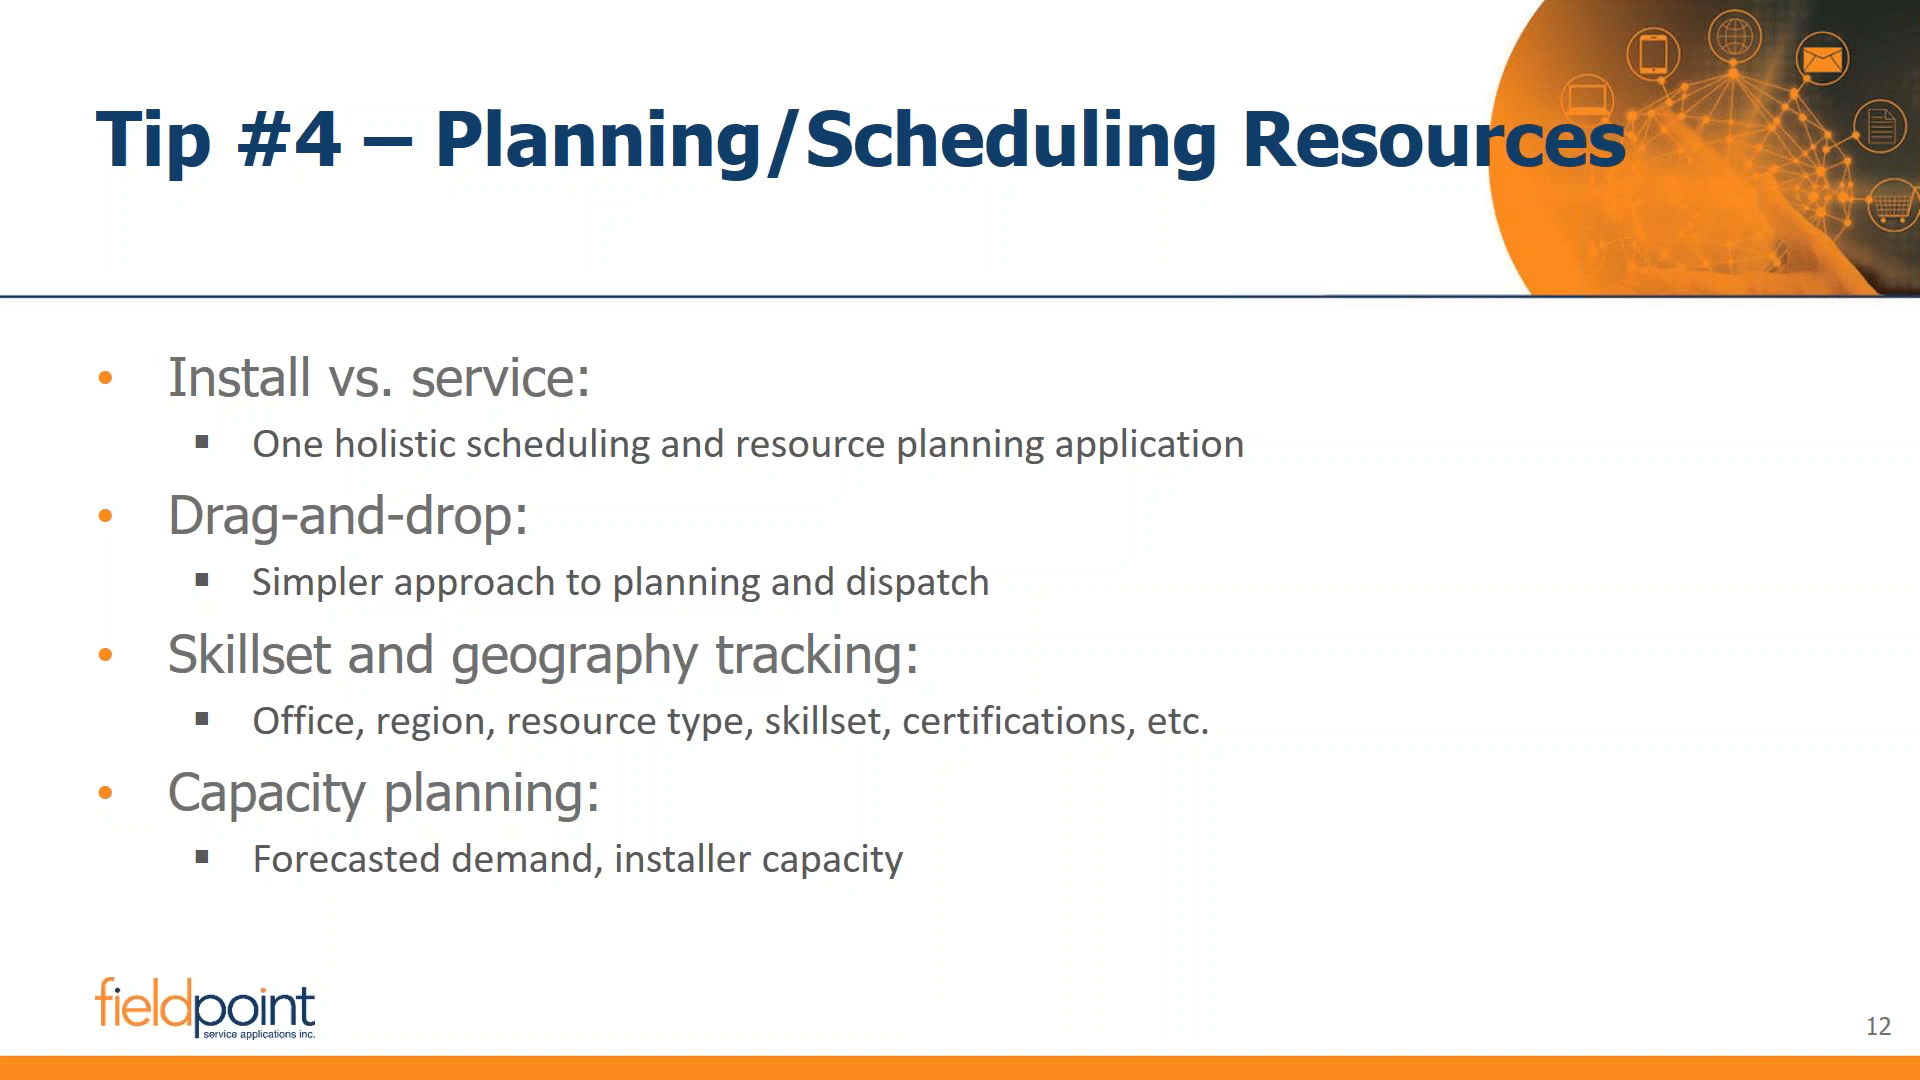 Tip #4 – Planning/Scheduling Resources
• Install vs. service:
▪ One holistic scheduling and resource planning application
• Drag-and-drop:
▪ Simpler approach to planning and dispatch
• Skillset and geography tracking:
▪ Office, region, resource type, skillset, certifications, etc.
• Capacity planning:
▪ Forecasted demand, installer capacity
fieldpoint
service applications inc.
12